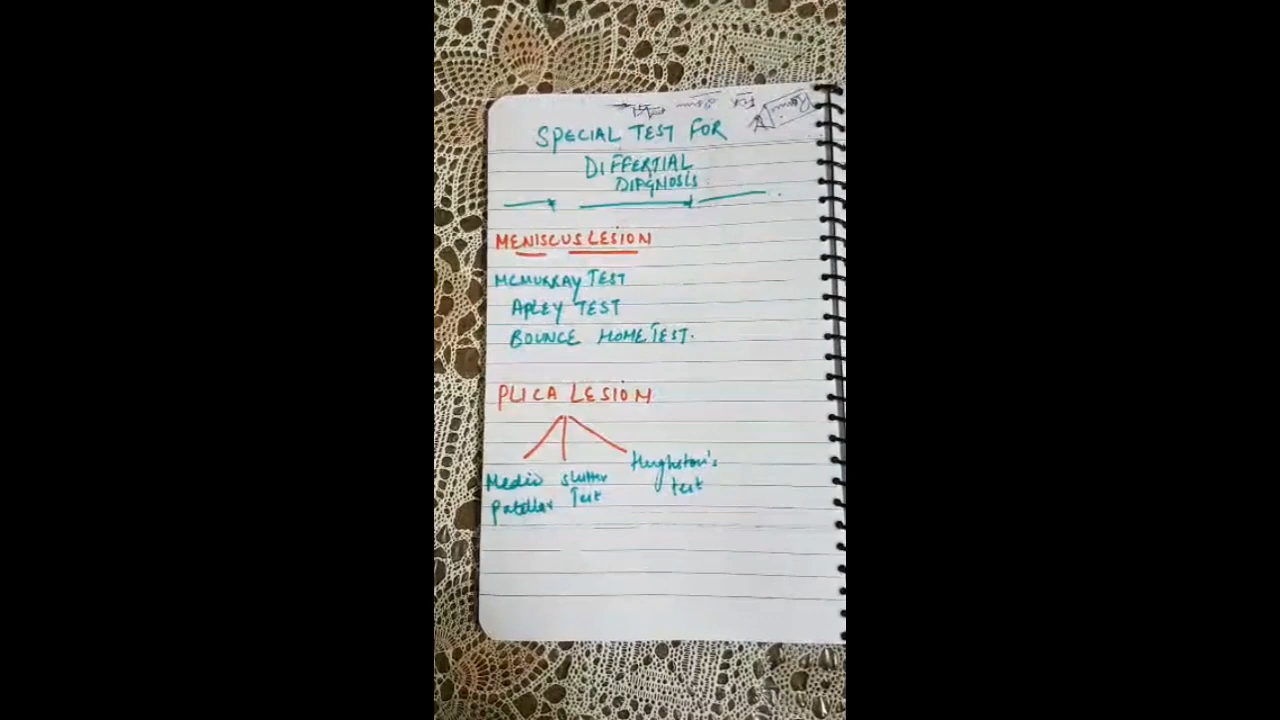 SPECIAL TEST FOR
DIFFERTIAL
DIAGNOSIS
MENISCUS LESION
MCMURRAY TEST
APLEY TEST
BOUNCE HOME TEST.
PLICA LESION
Medio patellar
Stutter Test
Hughston's test